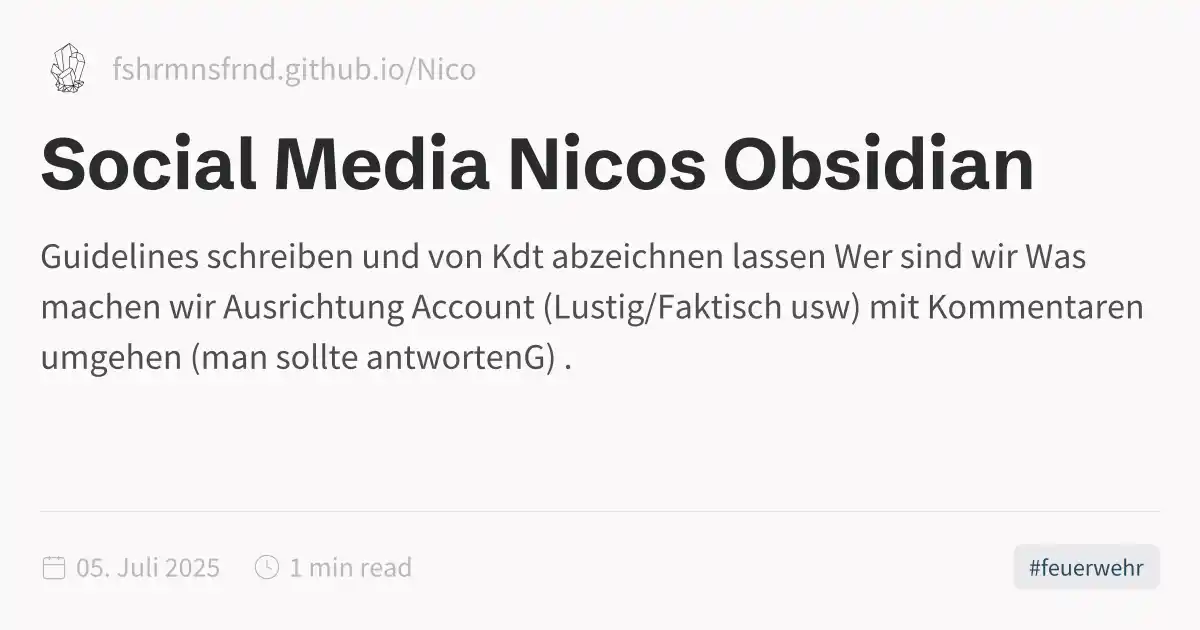 fshrmnsfrnd.github.io/Nico
Social Media Nicos Obsidian
Guidelines schreiben und von Kdt abzeichnen lassen Wer sind wir Was
machen wir Ausrichtung Account (Lustig/Faktisch usw) mit Kommentaren
umgehen (man sollte antwortenG) .
05. Juli 2025
1 min read
#feuerwehr